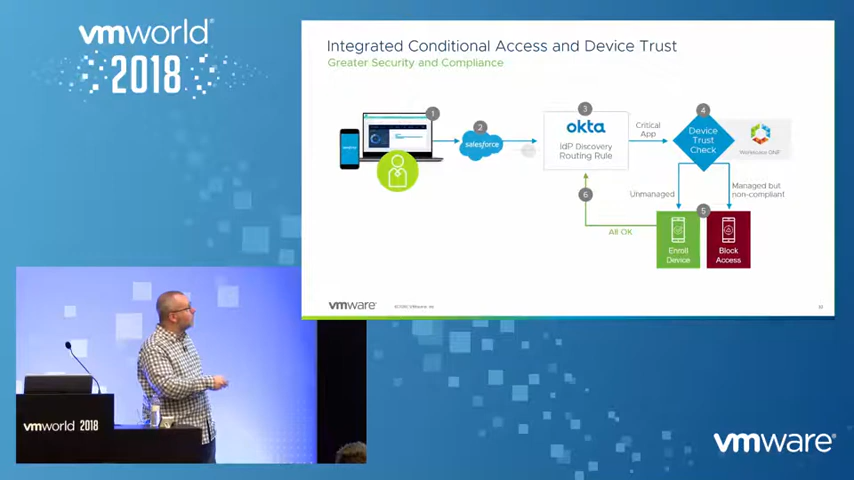 vmworld®
2018
Integrated Conditional Access and Device Trust
Greater Security and Compliance
1
2
salesforce
3
okta
IdP Discovery
Routing Rule
Critical
App
4
Device
Trust
Check
Workspace ONE
Unmanaged
Managed but
non-compliant
5
6
All OK
Enroll
Device
Block
Access
vmware®
vmworld 2018
vmware®